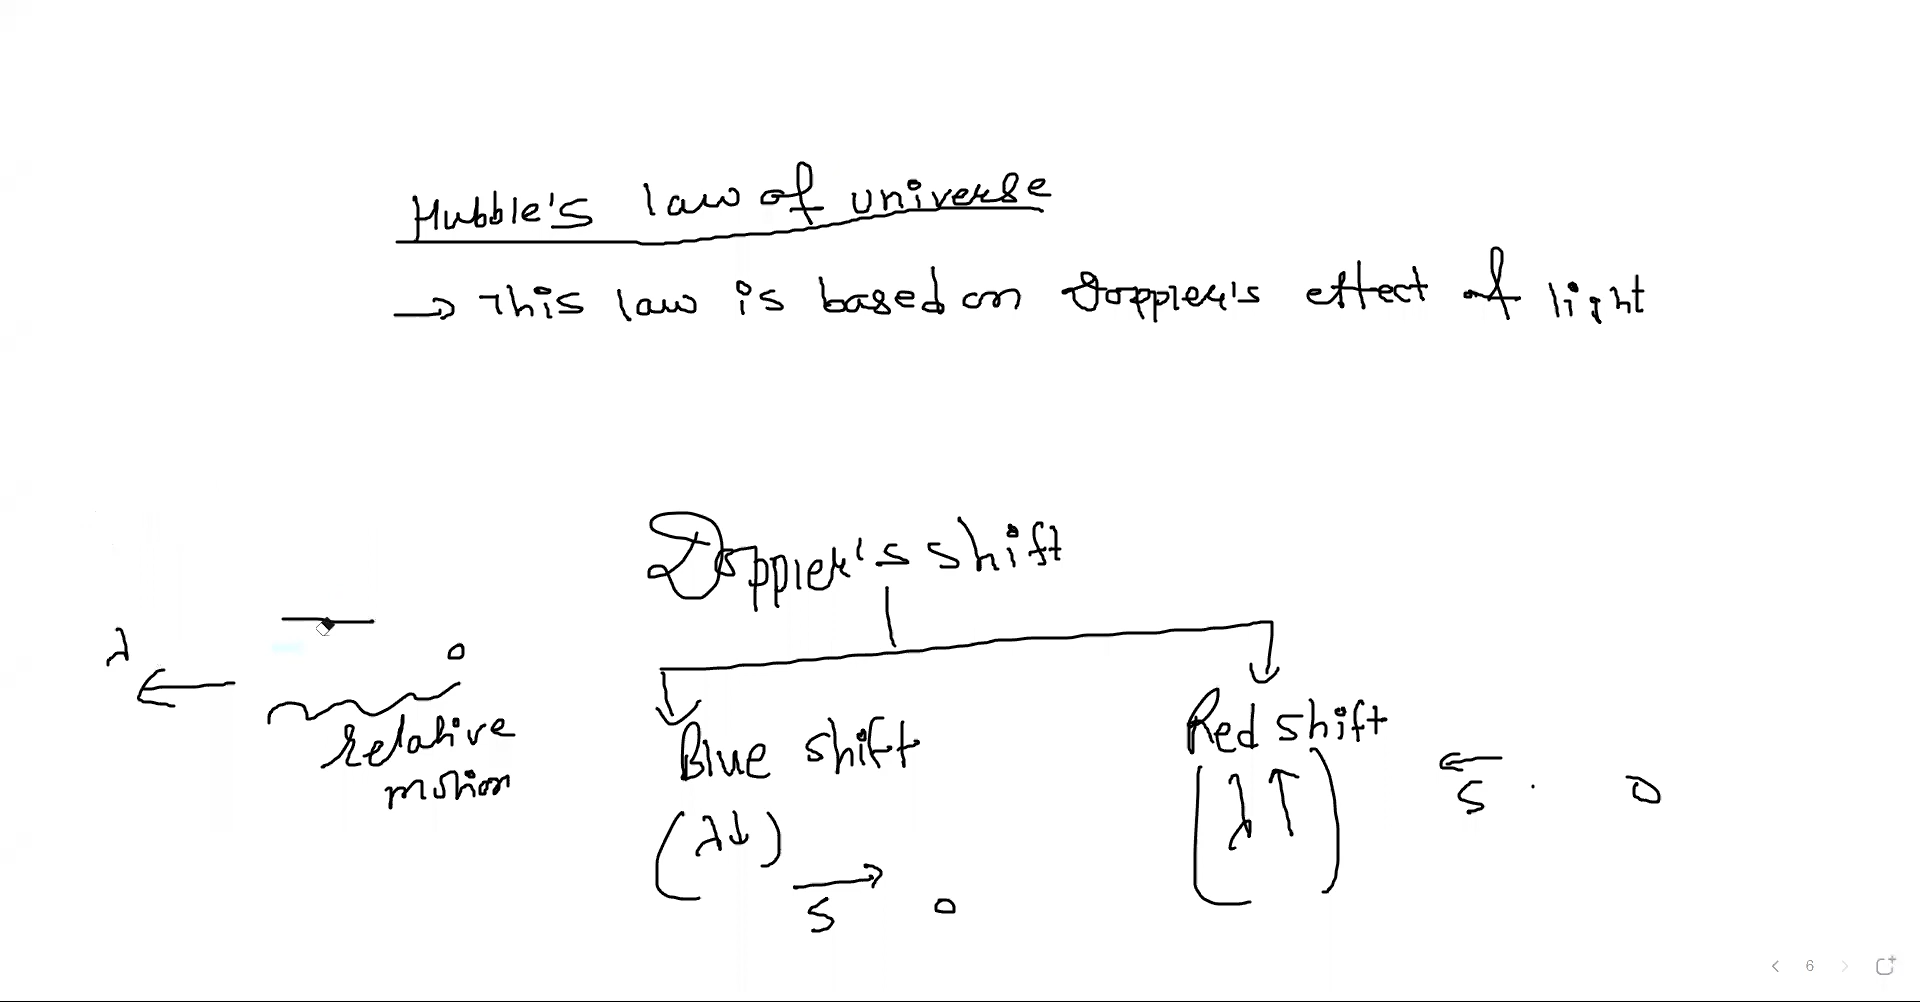 Hubble's law of universe
→ This law is based on Doppler's effect of light
Doppler's shift
λ
O
relative
motion
Blue shift
(λ↓)
S O
Red shift
(λ↑)
S O
6